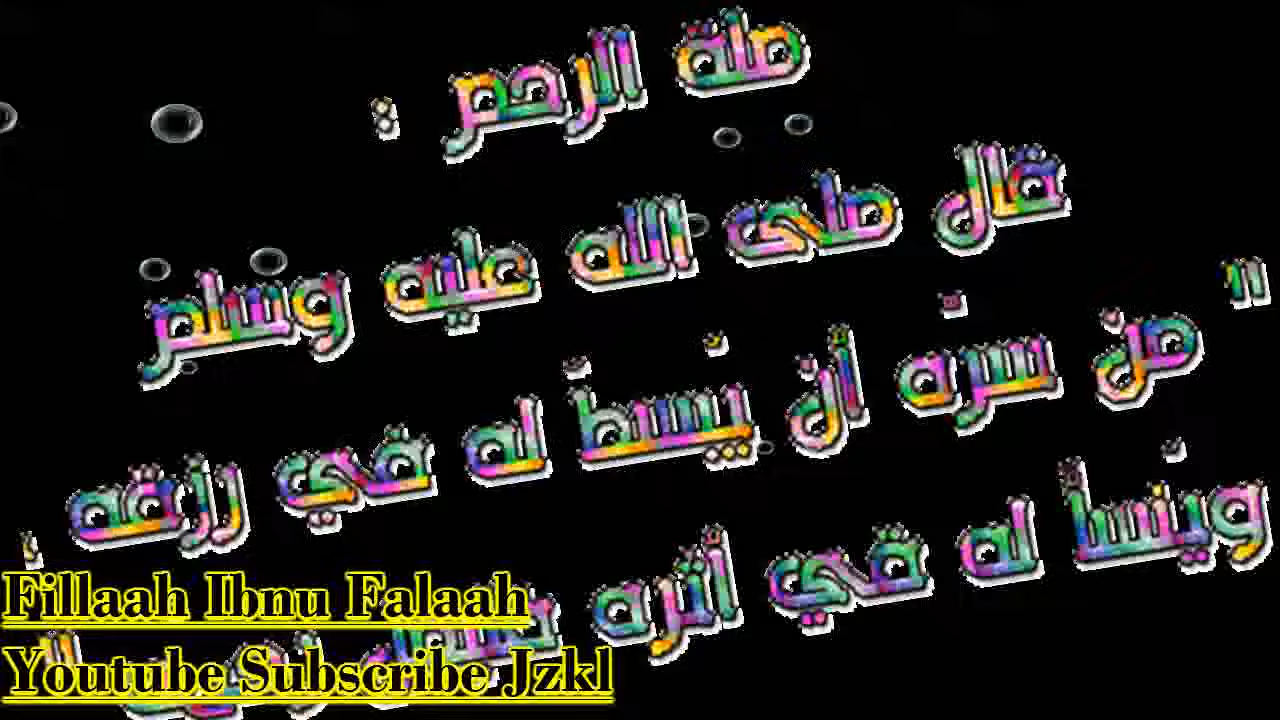 صلة الرحم :
قال صلى الله عليه وسلم
" من سره أن يبسط له في رزقه ,
وينسأ له في أثره
Fillaah Ibnu Falaah
Youtube Subscribe Jzkl